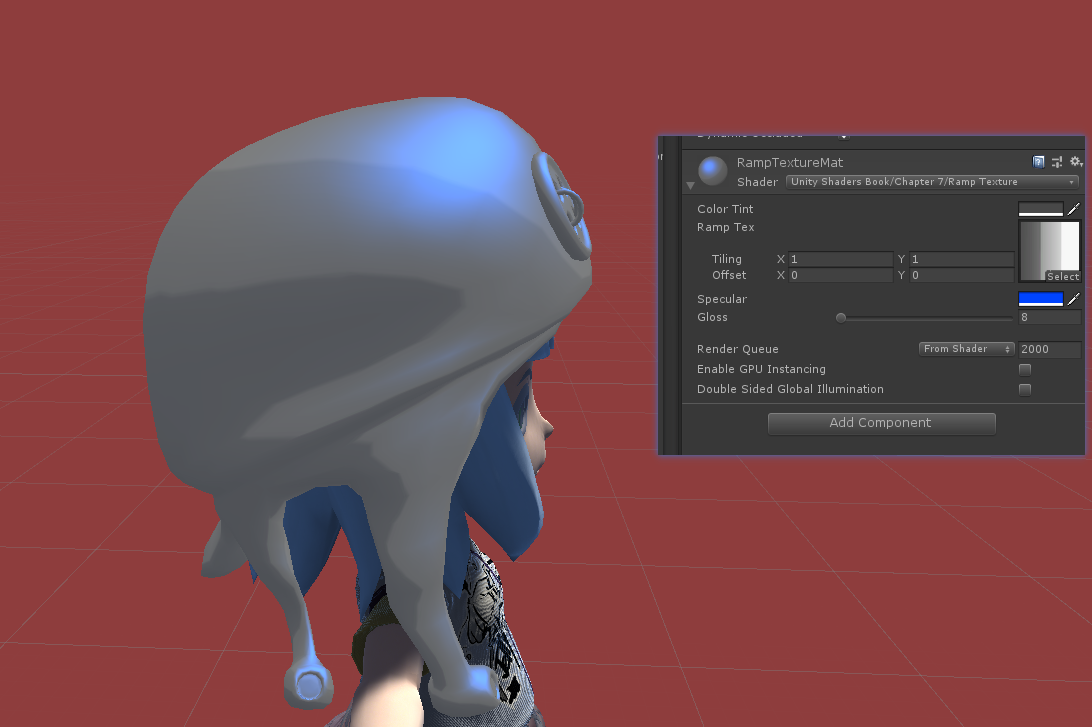 RampTextureMat
Shader Unity Shaders Book/Chapter 7/Ramp Texture
Color Tint
Ramp Tex
Tiling X 1 Y 1
Offset X 0 Y 0
Select
Specular
Gloss 8
Render Queue From Shader 2000
Enable GPU Instancing
Double Sided Global Illumination
Add Component